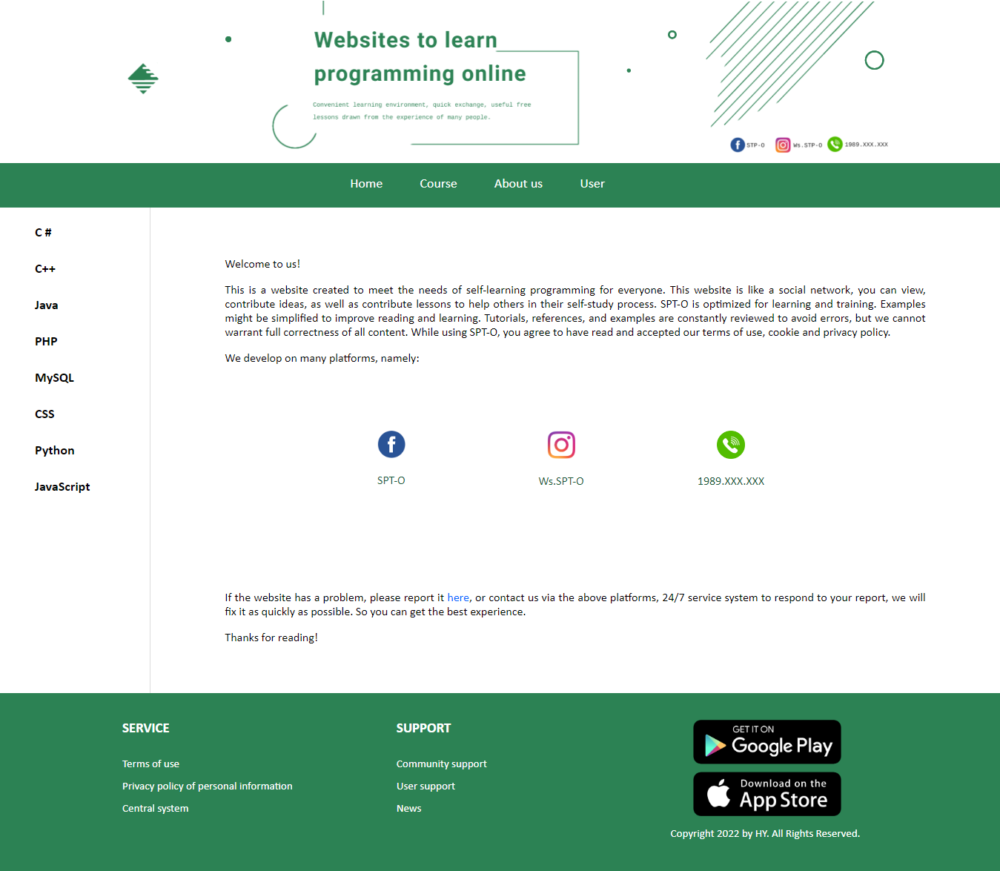 Websites to learn
programming online
Convenient learning environment, quick exchange, useful free
lessons drawn from the experience of many people.
STP-O
Ws.STP-O
1989.XXX.XXX
Home
Course
About us
User
C #
C++
Java
PHP
MySQL
CSS
Python
JavaScript
Welcome to us!
This is a website created to meet the needs of self-learning programming for everyone. This website is like a social network, you can view,
contribute ideas, as well as contribute lessons to help others in their self-study process. SPT-O is optimized for learning and training. Examples
might be simplified to improve reading and learning. Tutorials, references, and examples are constantly reviewed to avoid errors, but we cannot
warrant full correctness of all content. While using SPT-O, you agree to have read and accepted our terms of use, cookie and privacy policy.
We develop on many platforms, namely:
SPT-O
Ws.SPT-O
1989.XXX.XXX
If the website has a problem, please report it here, or contact us via the above platforms, 24/7 service system to respond to your report, we will
fix it as quickly as possible. So you can get the best experience.
Thanks for reading!
SERVICE
Terms of use
Privacy policy of personal information
Central system
SUPPORT
Community support
User support
News
GET IT ON
Google Play
Download on the
App Store
Copyright 2022 by HY. All Rights Reserved.